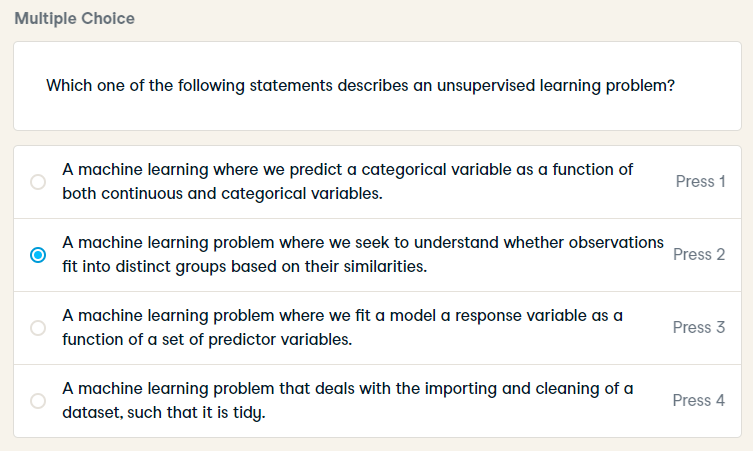 Multiple Choice
Which one of the following statements describes an unsupervised learning problem?
A machine learning where we predict a categorical variable as a function of
both continuous and categorical variables.
Press 1
A machine learning problem where we seek to understand whether observations
fit into distinct groups based on their similarities.
Press 2
A machine learning problem where we fit a model a response variable as a
function of a set of predictor variables.
Press 3
A machine learning problem that deals with the importing and cleaning of a
dataset, such that it is tidy.
Press 4